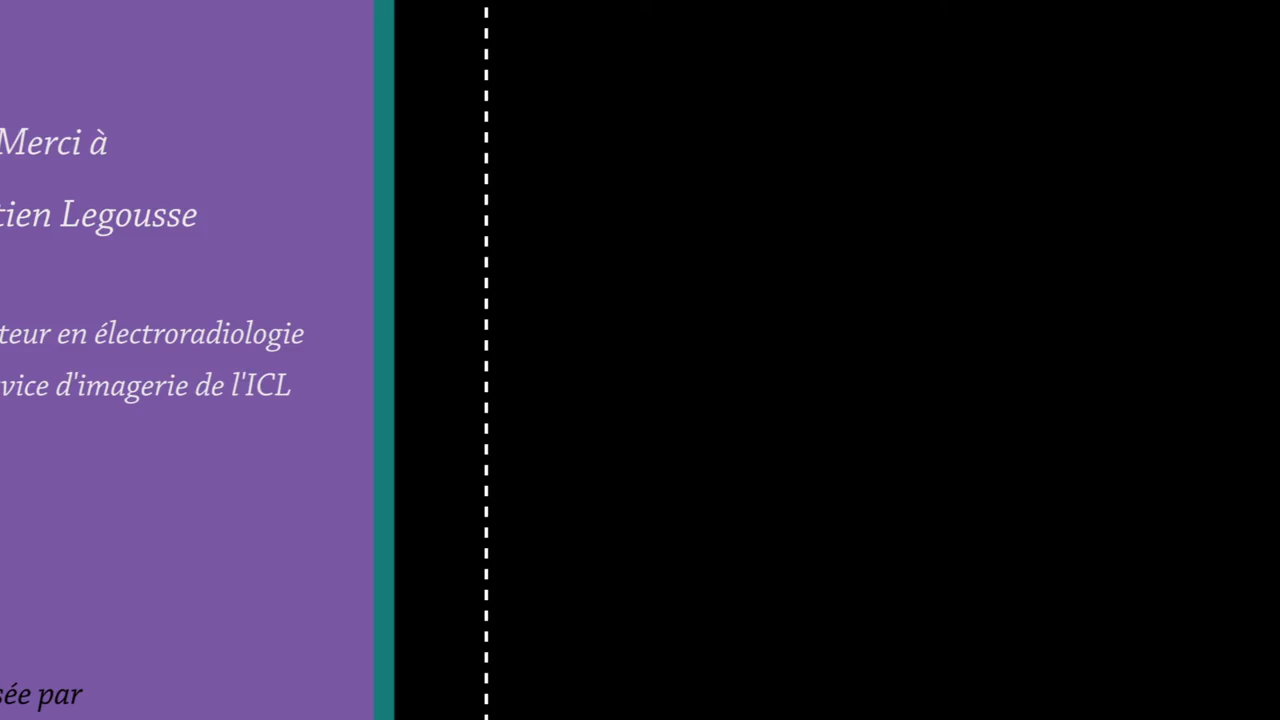 Merci à
tien Legousse
teur en électroradiologie
vice d'imagerie de l'ICL
sée par